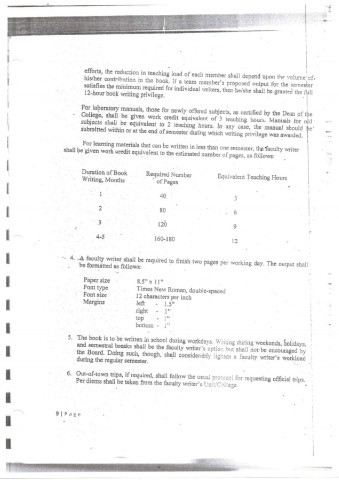 efforts, the reduction in teaching load of each member shall depend upon the volume of
his/her contribution in the book. If a team member's proposed output for the semester
satisfies the minimum required for individual writers, then he/she shall be granted the full
12-hour book writing privilege.
For laboratory manuals, those for newly offered subjects, as certified by the Dean of the
College, shall be given work credit equivalent of 3 teaching hours. Manuals for old
subjects shall be equivalent to 2 teaching hours. In any case, the manual should be
submitted within or at the end of semester during which writing privilege was awarded.
For learning materials that can be written in less than one semester, the faculty writer
shall be given work credit equivalent to the estimated number of pages, as follows:
Duration of Book Required Number Equivalent Teaching Hours
Writing, Months of Pages
1 40 3
2 80 6
3 120 9
4-5 160-180 12
4. A faculty writer shall be required to finish two pages per working day. The output shall
be formatted as follows:
Paper size 8.5" x 11"
Font type Times New Roman, double-spaced
Font size 12 characters per inch
Margins left - 1.5"
right - 1"
top - 1"
bottom - 1"
5. The book is to be written in school during workdays. Writing during weekends, holidays
and semestral breaks shall be the faculty writer's option but shall not be encouraged by
the Board. Doing such, though, shall considerably lighten a faculty writer's workload
during the regular semester.
6. Out-of-town trips, if required, shall follow the usual protocol for requesting official trips.
Per diems shall be taken from the faculty writer's Unit/College.
9 | Page